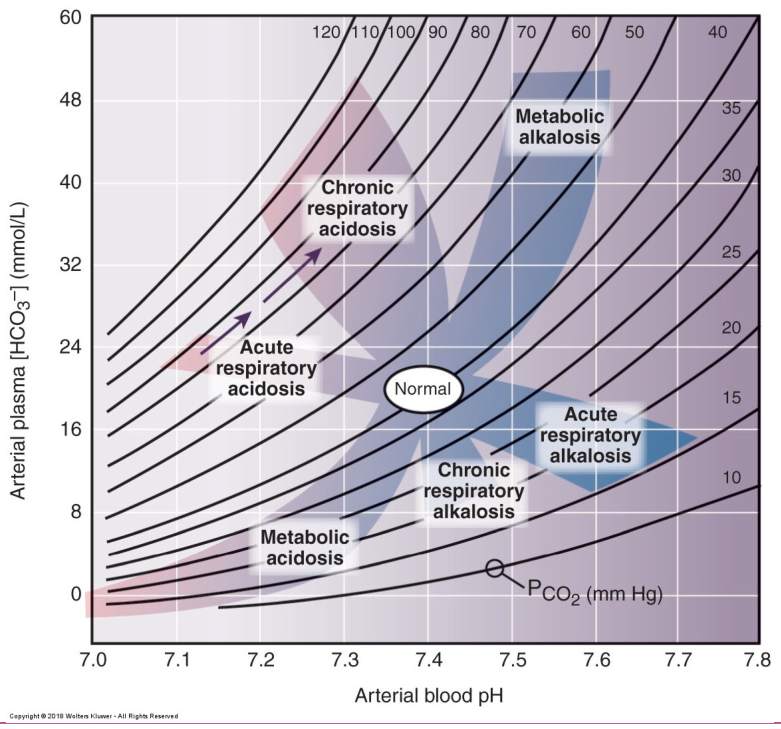 60
120 110 100 90 80 70 60 50 40
48
Metabolic
alkalosis
35
40
Chronic
respiratory
acidosis
30
32
25
24
Acute
respiratory
acidosis
20
Normal
15
16
Acute
respiratory
alkalosis
Chronic
respiratory
alkalosis
10
8
Metabolic
acidosis
0
PCO2 (mm Hg)
Arterial plasma [HCO3−] (mmol/L)
7.0 7.1 7.2 7.3 7.4 7.5 7.6 7.7 7.8
Arterial blood pH
Copyright © 2018 Wolters Kluwer - All Rights Reserved